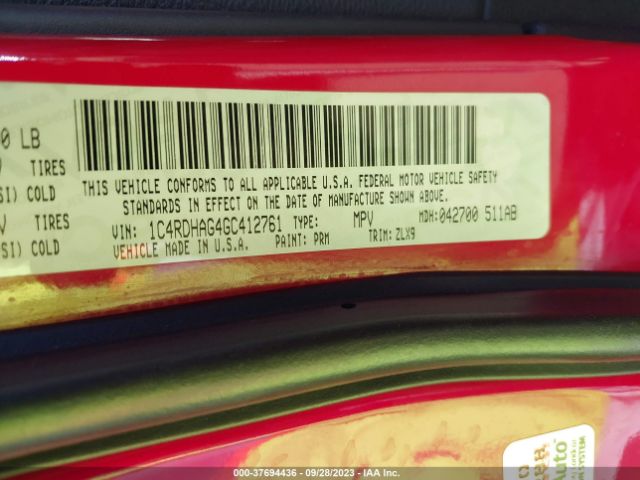 0 LB
TIRES
SI) COLD
TIRES
SI) COLD
THIS VEHICLE CONFORMS TO ALL APPLICABLE U.S.A. FEDERAL MOTOR VEHICLE SAFETY
STANDARDS IN EFFECT ON THE DATE OF MANUFACTURE SHOWN ABOVE.
VIN: 1C4RDHAG4GC412761 TYPE: MPV MDH: 042700 511AB
VEHICLE MADE IN U.S.A. PAINT: PRM TRIM: ZLX9
Auto
SYSTEM
000-37694436 - 09/28/2023 - IAA Inc.